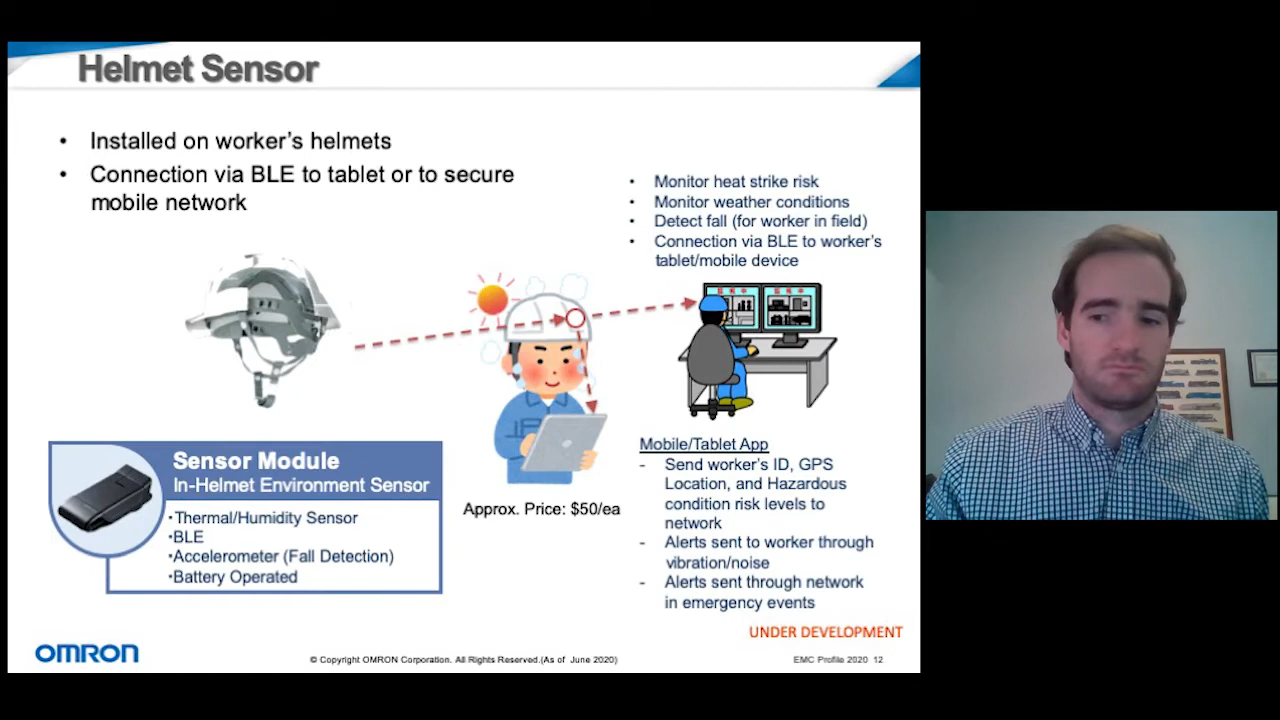 Helmet Sensor
• Installed on worker's helmets
• Connection via BLE to tablet or to secure
mobile network
• Monitor heat strike risk
• Monitor weather conditions
• Detect fall (for worker in field)
• Connection via BLE to worker's
tablet/mobile device
Sensor Module
In-Helmet Environment Sensor
•Thermal/Humidity Sensor
•BLE
•Accelerometer (Fall Detection)
•Battery Operated
Approx. Price: $50/ea
Mobile/Tablet App
- Send worker's ID, GPS
Location, and Hazardous
condition risk levels to
network
- Alerts sent to worker through
vibration/noise
- Alerts sent through network
in emergency events
UNDER DEVELOPMENT
OMRON
© Copyright OMRON Corporation. All Rights Reserved.(As of June 2020)
EMC Profile 2020 12